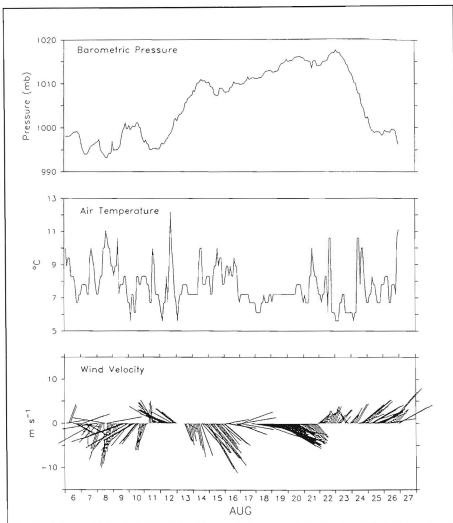 1020
Barometric Pressure
1010
Pressure (mb)
1000
990
13
Air Temperature
11
9
°C
7
5
Wind Velocity
10
m s⁻¹
0
−10
6 7 8 9 10 11 12 13 14 15 16 17 18 19 20 21 22 23 24 25 26 27
AUG